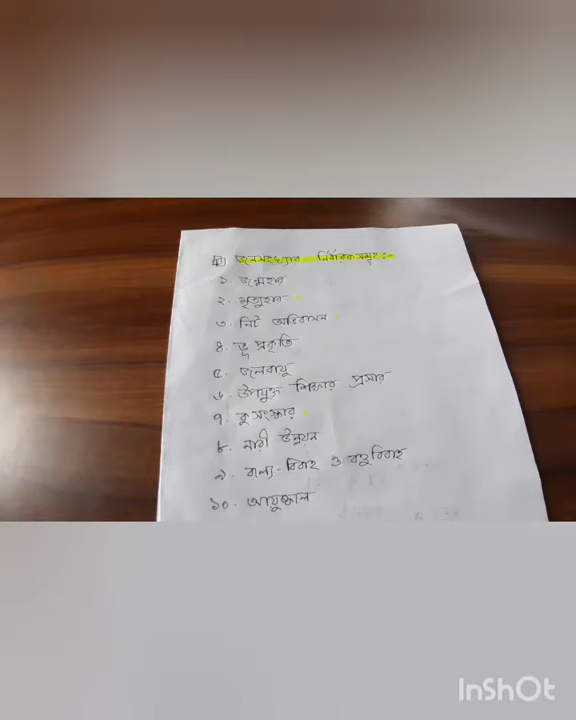 জনসংখ্যার নির্ধারকসমূহ :-
১. জন্মহার
২. মৃত্যুহার
৩. নিট অভিবাসন
৪. ভূ প্রকৃতি
৫. জলবায়ু
৬. উপযুক্ত শিক্ষার প্রসার
৭. কুসংস্কার
৮. নারী উন্নয়ন
৯. বাল্য-বিবাহ ও বহুবিবাহ
১০. আয়ুষ্কাল
InShOt